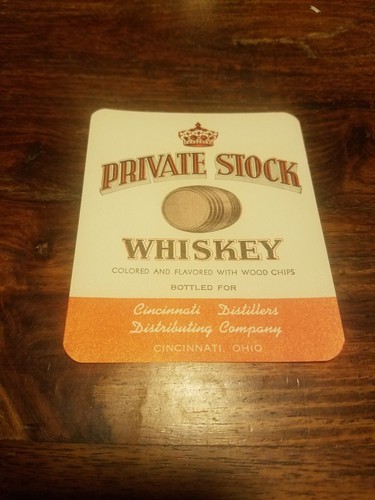 PRIVATE STOCK
WHISKEY
COLORED AND FLAVORED WITH WOOD CHIPS
BOTTLED FOR
Cincinnati Distillers
Distributing Company
CINCINNATI, OHIO